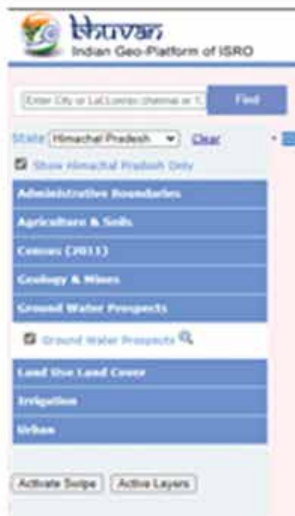 bhuvan
Indian Geo-Platform of ISRO
Find
State Himachal Pradesh Clear
Show Himachal Pradesh Only
Administrative Boundaries
Agriculture & Soils
Census (2011)
Geology & Mines
Ground Water Prospects
Ground Water Prospects
Land Use Land Cover
Irrigation
Urban
Activate Swipe Active Layers